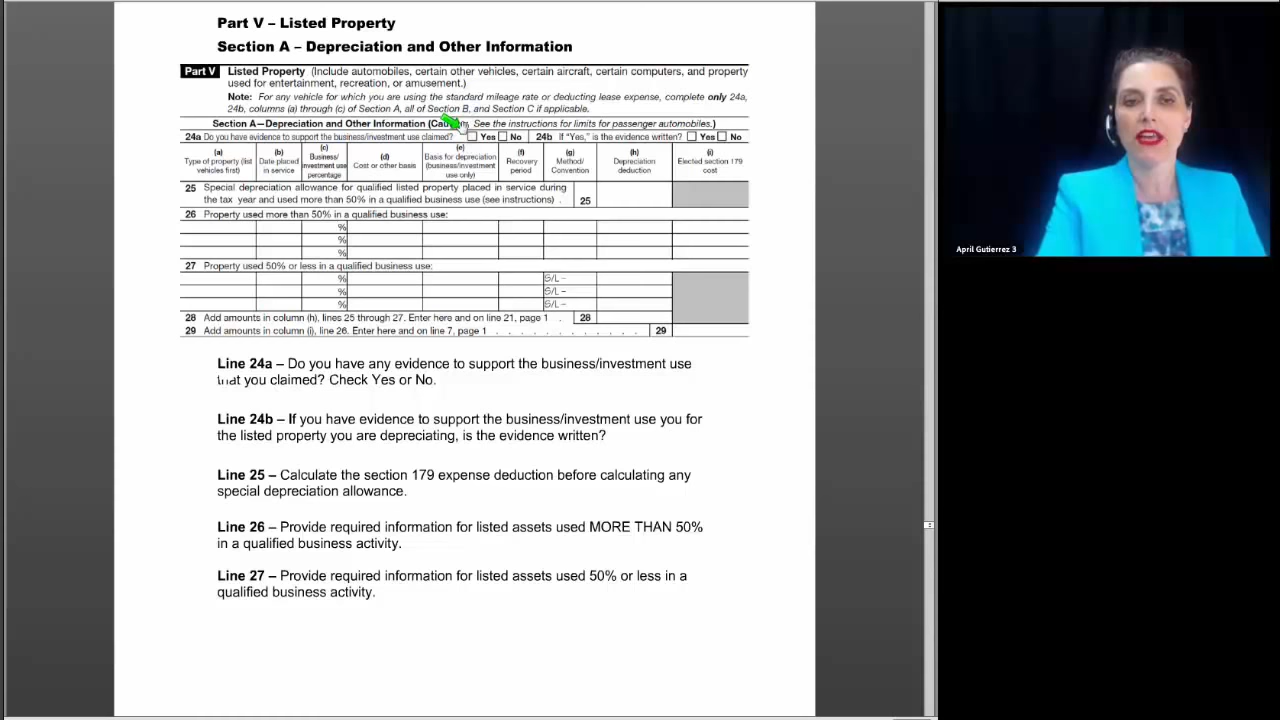 Part V – Listed Property
Section A – Depreciation and Other Information
Part V Listed Property (Include automobiles, certain other vehicles, certain aircraft, certain computers, and property
used for entertainment, recreation, or amusement.)
Note: For any vehicle for which you are using the standard mileage rate or deducting lease expense, complete only 24a,
24b, columns (a) through (c) of Section A, all of Section B, and Section C if applicable.
Section A—Depreciation and Other Information ( See the instructions for limits for passenger automobiles.)
24a Do you have evidence to support the business/investment use claimed? Yes No 24b If "Yes," is the evidence written? Yes No
(a)
Type of property (list
vehicles first)
(b)
Date placed
in service
(c)
Business/
investment use
percentage
(d)
Cost or other basis
(e)
Basis for depreciation
(business/investment
use only)
(f)
Recovery
period
(g)
Method/
Convention
(h)
Depreciation
deduction
(i)
Elected section 179
cost
25 Special depreciation allowance for qualified listed property placed in service during
the tax year and used more than 50% in a qualified business use (see instructions) . 25
26 Property used more than 50% in a qualified business use:
%
%
%
27 Property used 50% or less in a qualified business use:
% S/L –
% S/L –
% S/L –
28 Add amounts in column (h), lines 25 through 27. Enter here and on line 21, page 1 . 28
29 Add amounts in column (i), line 26. Enter here and on line 7, page 1 . . . . . . . . . . . . 29
Line 24a – Do you have any evidence to support the business/investment use
that you claimed? Check Yes or No.
Line 24b – If you have evidence to support the business/investment use you for
the listed property you are depreciating, is the evidence written?
Line 25 – Calculate the section 179 expense deduction before calculating any
special depreciation allowance.
Line 26 – Provide required information for listed assets used MORE THAN 50%
in a qualified business activity.
Line 27 – Provide required information for listed assets used 50% or less in a
qualified business activity.
April Gutierrez 3